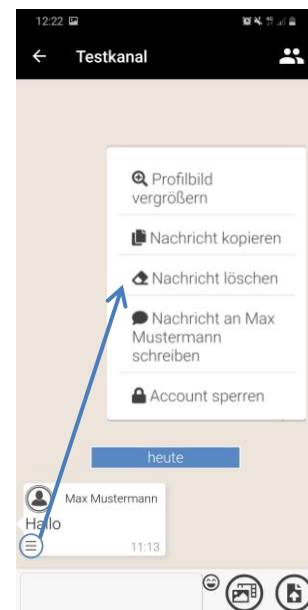 12:22
Testkanal
Profilbild
vergrößern
Nachricht kopieren
Nachricht löschen
Nachricht an Max
Mustermann
schreiben
Account sperren
heute
Max Mustermann
Hallo
11:13